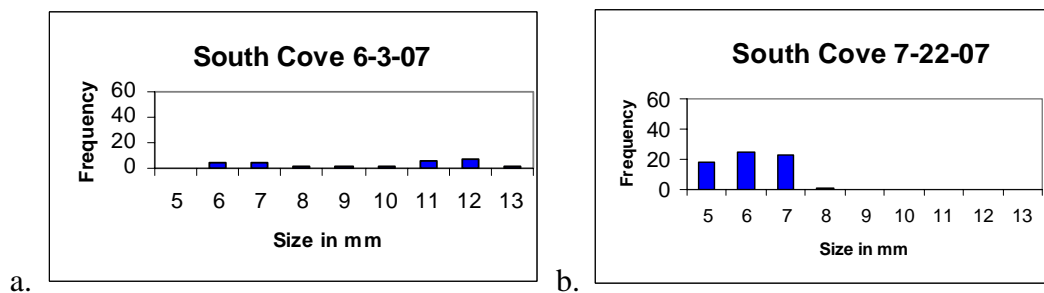 South Cove 6-3-07
60
40
20
0
Frequency
5 6 7 8 9 10 11 12 13
Size in mm
a.
South Cove 7-22-07
60
40
20
0
Frequency
5 6 7 8 9 10 11 12 13
Size in mm
b.